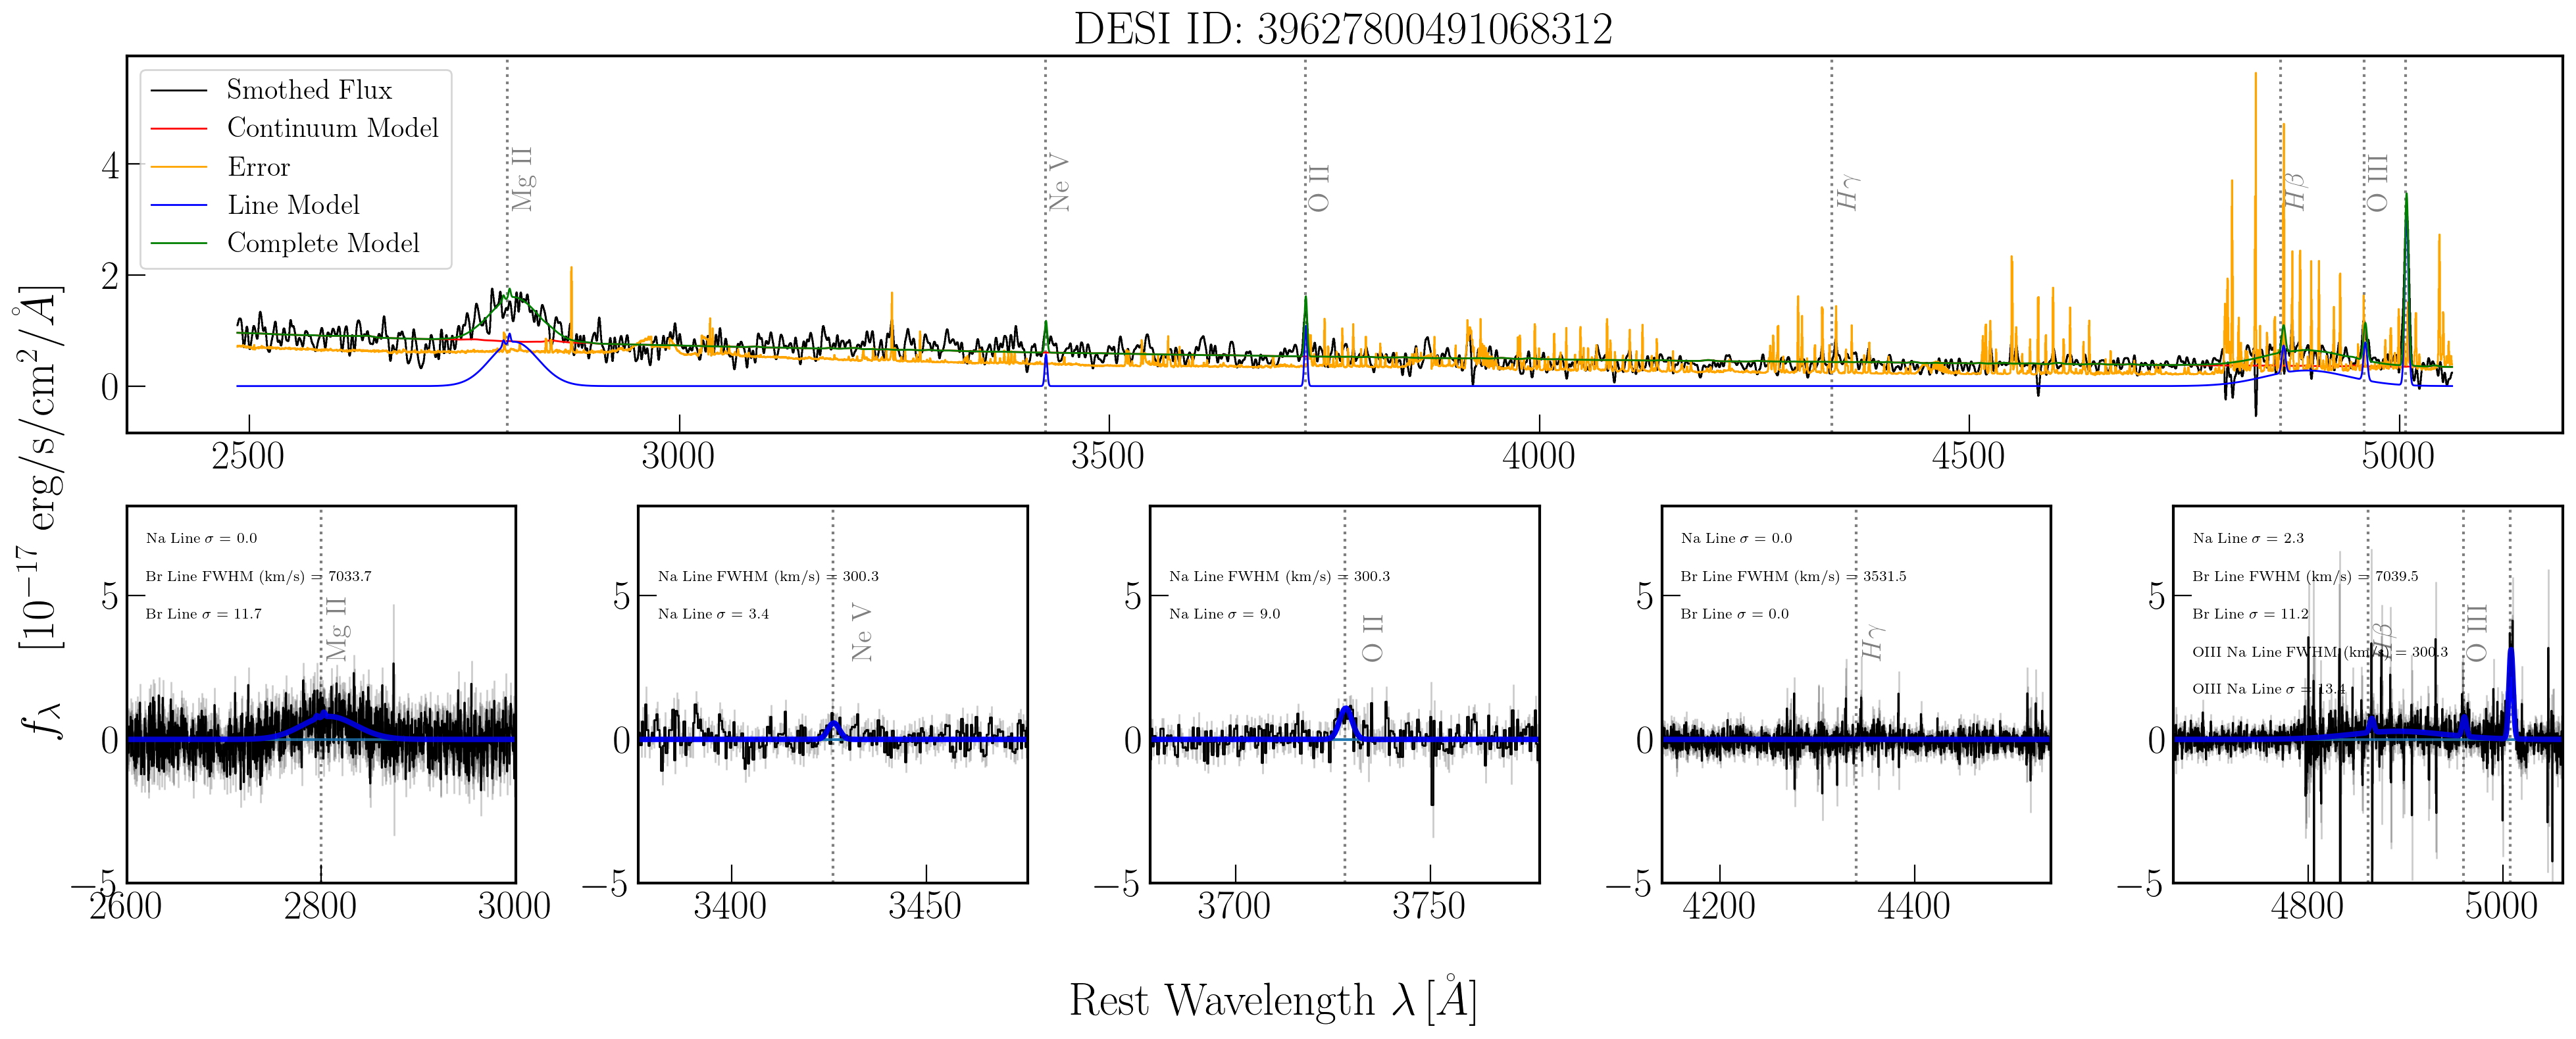 DESI ID: 39627800491068312
Smothed Flux
Continuum Model
Error
Line Model
Complete Model
Mg II
Ne V
O II
Hγ
Hβ
O III
4
2
0
2500
3000
3500
4000
4500
5000
f_λ [10^{-17} erg/s/cm^2/Å]
Na Line σ = 0.0
Br Line FWHM (km/s) = 7033.7
Br Line σ = 11.7
Mg II
5
0
−5
2600
2800
3000
Na Line FWHM (km/s) = 300.3
Na Line σ = 3.4
Ne V
5
0
−5
3400
3450
Na Line FWHM (km/s) = 300.3
Na Line σ = 9.0
O II
5
0
−5
3700
3750
Na Line σ = 0.0
Br Line FWHM (km/s) = 3531.5
Br Line σ = 0.0
Hγ
5
0
−5
4200
4400
Na Line σ = 2.3
Br Line FWHM (km/s) = 7039.5
Br Line σ = 11.2
OIII Na Line FWHM (km/s) = 300.3
OIII Na Line σ = 13.4
Hβ
O III
5
0
−5
4800
5000
Rest Wavelength λ [Å]